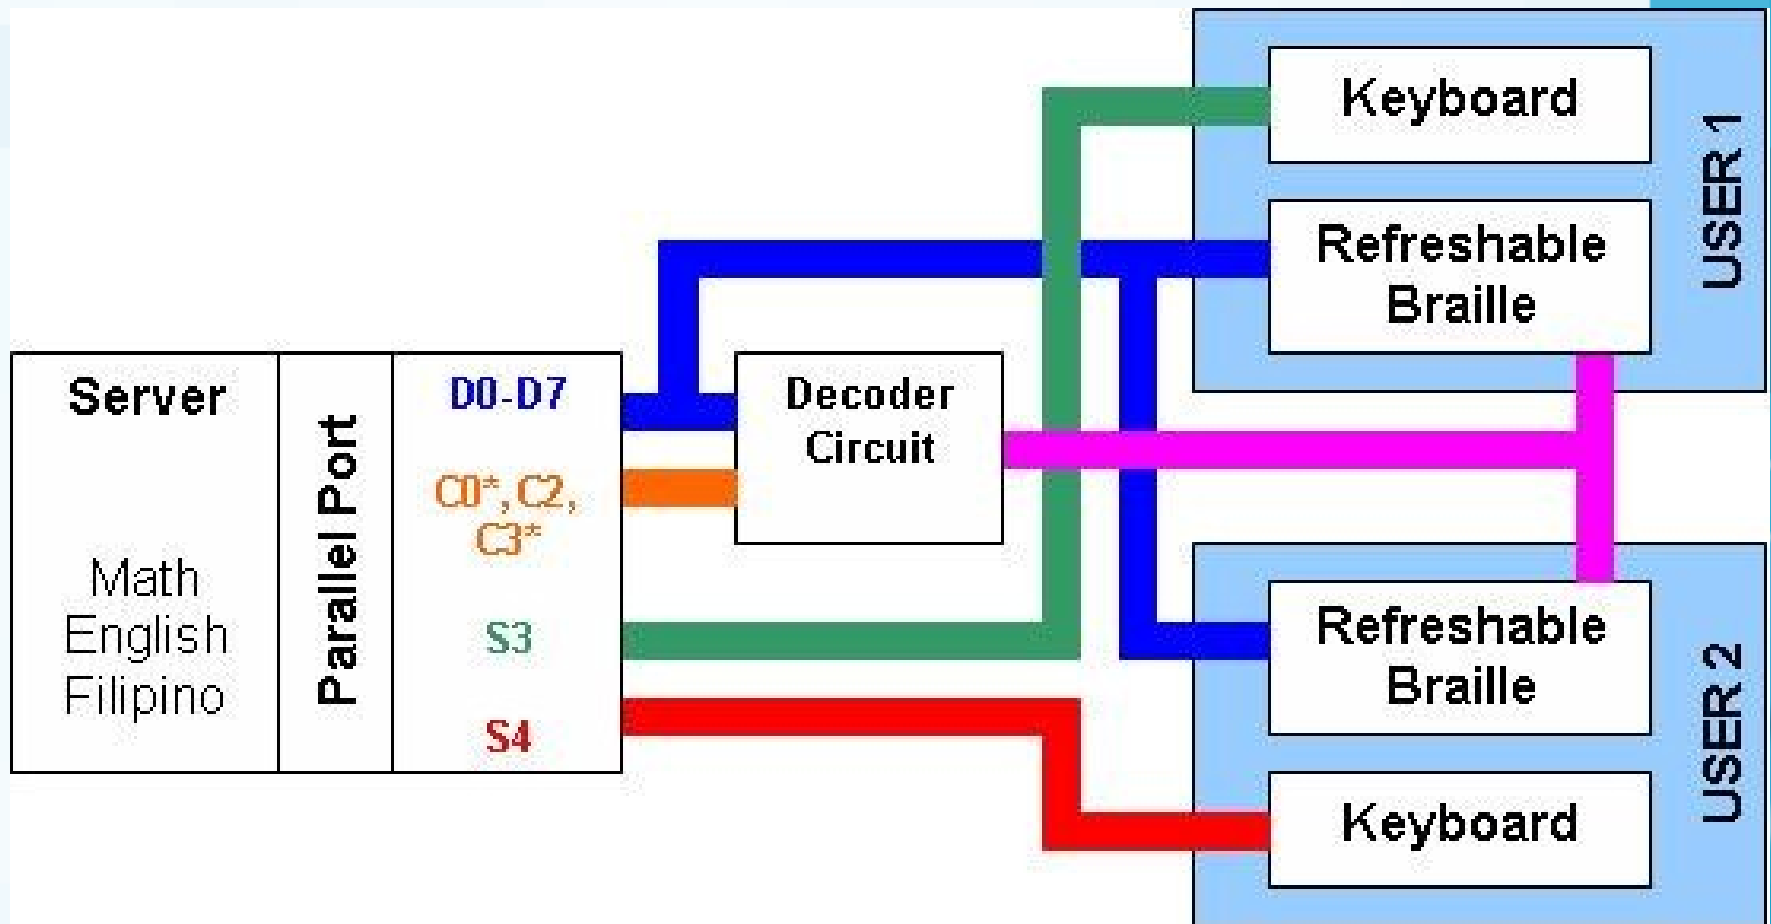 Server
Math
English
Filipino
Parallel Port
D0-D7
C0*, C2,
C3*
S3
S4
Decoder
Circuit
Keyboard
Refreshable
Braille
USER 1
Refreshable
Braille
Keyboard
USER 2